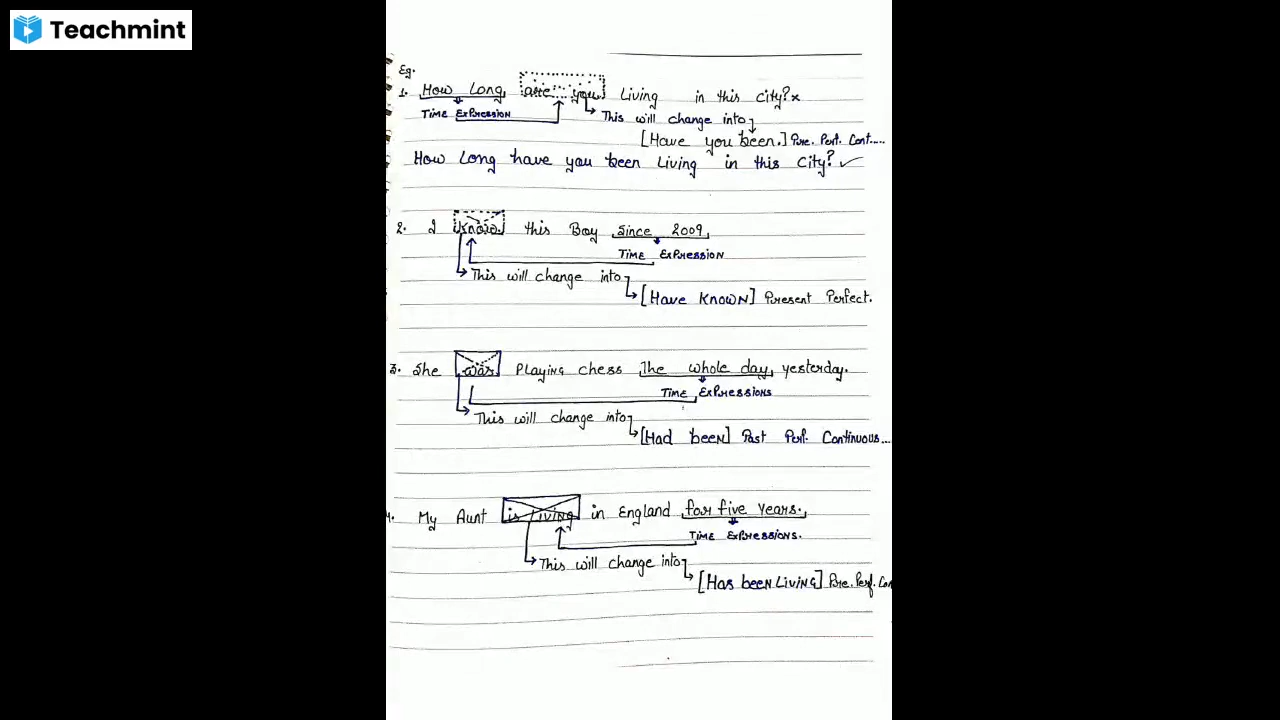 Teachmint
Eg.
1. How Long are you Living in this city? x
Time Expression This will change into
[Have you been.] Pre. Perf. Cont....
How Long have you been Living in this City? ✓
2. I know this Boy since 2009
Time Expression
This will change into
[Have Known] Present Perfect.
3. She was Playing chess The whole day, yesterday.
Time Expressions
This will change into
[Had been] Past Perf. Continuous...
4. My Aunt is Living in England for five years.
Time Expressions.
This will change into
[Has been Living] Pre. Perf. Con